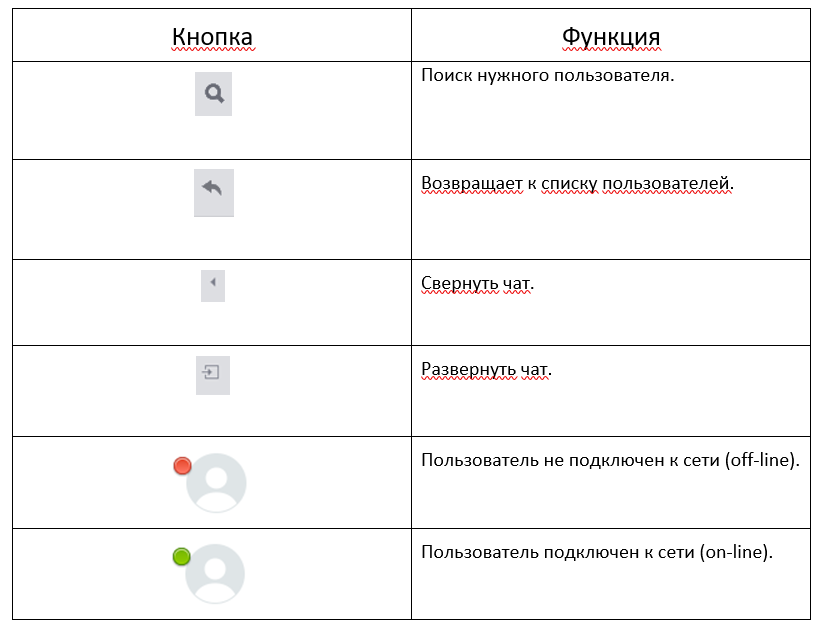 Кнопка
Функция
Поиск нужного пользователя.
Возвращает к списку пользователей.
Свернуть чат.
Развернуть чат.
Пользователь не подключен к сети (off-line).
Пользователь подключен к сети (on-line).